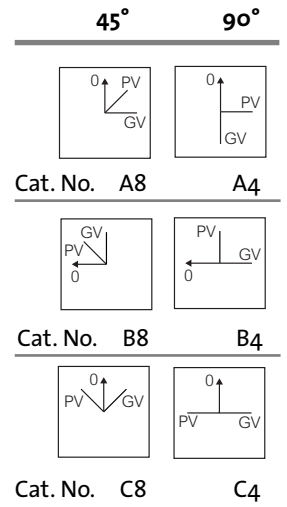 45° 90°
0 PV GV 0 PV GV
Cat. No. A8 A4
GV PV 0 PV GV 0
Cat. No. B8 B4
0 PV GV 0 PV GV
Cat. No. C8 C4